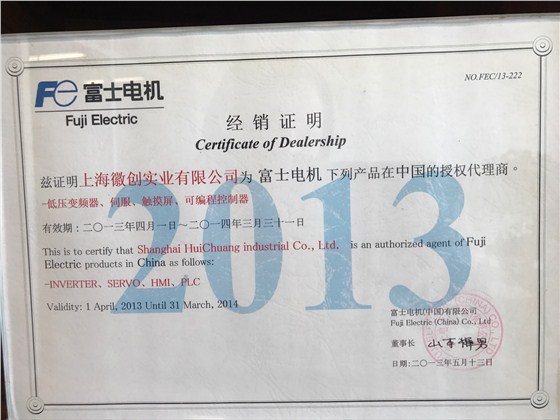 Fe 富士电机
Fuji Electric
NO.FEC/13-222
经销证明
Certificate of Dealership
2013
兹证明上海徽创实业有限公司为 富士电机 下列产品在中国的授权代理商。
-低压变频器、伺服、触摸屏、可编程控制器
有效期：二〇一三年四月一日~二〇一四年三月三十一日
This is to certify that Shanghai HuiChuang industrial Co., Ltd. is an authorized agent of Fuji
Electric products in China as follows:
-INVERTER、SERVO、HMI、PLC
Validity: 1 April, 2013 Until 31 March, 2014
富士电机(中国)有限公司
Fuji Electric (China) Co., Ltd
董事长
日期:二〇一三年五月十三日